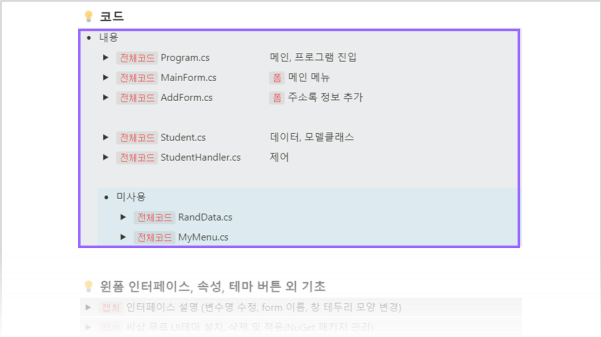 💡 코드
• 내용
▶ 전체코드 Program.cs 메인, 프로그램 진입
▶ 전체코드 MainForm.cs 폼 메인 메뉴
▶ 전체코드 AddForm.cs 폼 주소록 정보 추가
▶ 전체코드 Student.cs 데이터, 모델클래스
▶ 전체코드 StudentHandler.cs 제어
• 미사용
▶ 전체코드 RandData.cs
▶ 전체코드 MyMenu.cs
💡 윈폼 인터페이스, 속성, 테마 버튼 외 기초
▶ 캡쳐 인터페이스 설명 (변수명 수정, form 이름, 창 테두리 모양 변경)